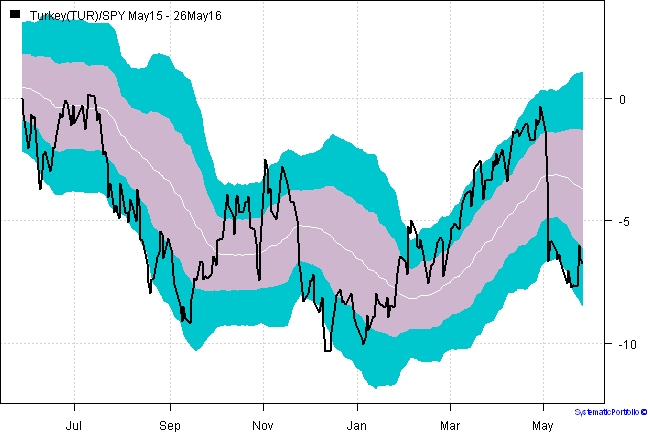 Turkey(TUR)/SPY May15 - 26May16
0
-5
-10
Jul Sep Nov Jan Mar May
SystematicPortfolio ©